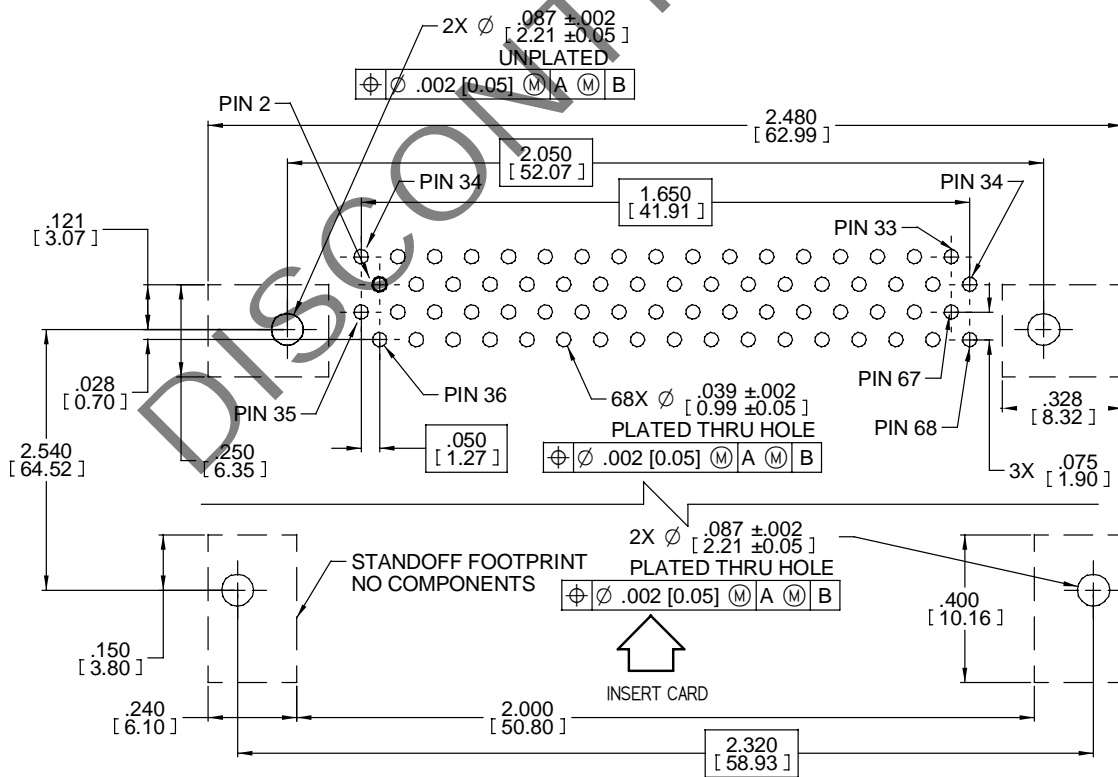 2X Ø .087 ±.002
[ 2.21 ±0.05 ]
UNPLATED
⌖ Ø .002 [0.05] Ⓜ A Ⓜ B
PIN 2
2.480
[ 62.99 ]
2.050
[ 52.07 ]
PIN 34
1.650
[ 41.91 ]
PIN 34
PIN 33
.121
[ 3.07 ]
.028
[ 0.70 ]
PIN 35
PIN 36
68X Ø .039 ±.002
[ 0.99 ±0.05 ]
PLATED THRU HOLE
⌖ Ø .002 [0.05] Ⓜ A Ⓜ B
PIN 67
PIN 68
.328
[ 8.32 ]
2.540
[ 64.52 ]
.250
[ 6.35 ]
.050
[ 1.27 ]
3X .075
[ 1.90 ]
2X Ø .087 ±.002
[ 2.21 ±0.05 ]
PLATED THRU HOLE
⌖ Ø .002 [0.05] Ⓜ A Ⓜ B
STANDOFF FOOTPRINT
NO COMPONENTS
.400
[ 10.16 ]
.150
[ 3.80 ]
INSERT CARD
.240
[ 6.10 ]
2.000
[ 50.80 ]
2.320
[ 58.93 ]